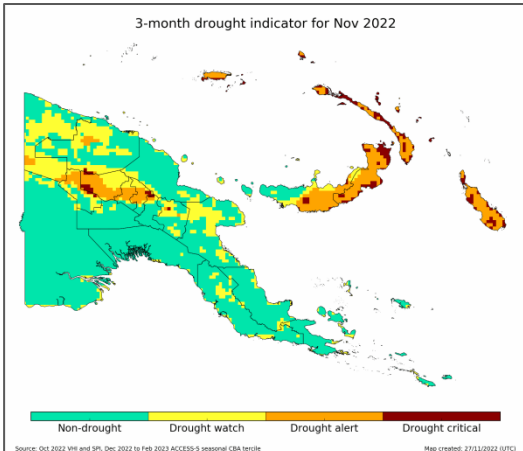 3-month drought indicator for Nov 2022
Non-drought
Drought watch
Drought alert
Drought critical
Source: Oct 2022 VHI and SPI, Dec 2022 to Feb 2023 ACCESS-S seasonal CBA tercile
Map created: 27/11/2022 (UTC)